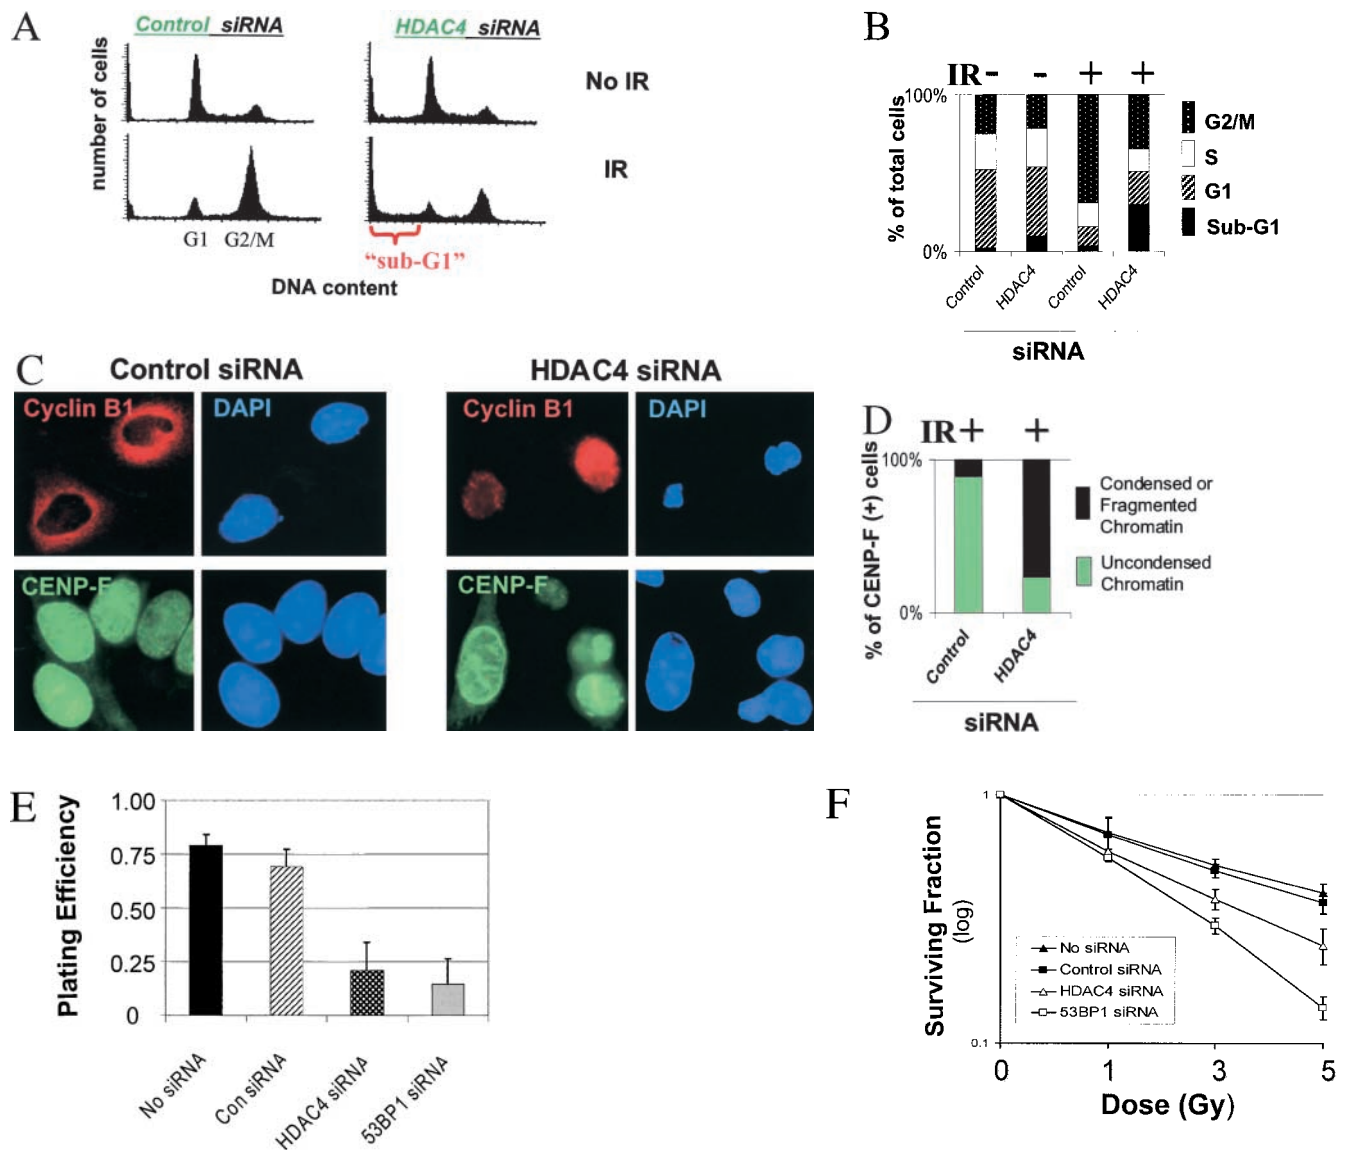 A
Control siRNA
HDAC4 siRNA
number of cells
No IR
IR
G1 G2/M
"sub-G1"
DNA content
B
IR - - + +
100%
0%
% of total cells
G2/M
S
G1
Sub-G1
Control
HDAC4
Control
HDAC4
siRNA
C
Control siRNA
HDAC4 siRNA
Cyclin B1
DAPI
Cyclin B1
DAPI
CENP-F
CENP-F
D
IR + +
100%
0%
% of CENP-F (+) cells
Condensed or
Fragmented
Chromatin
Uncondensed
Chromatin
Control
HDAC4
siRNA
E
Plating Efficiency
1.00
0.75
0.50
0.25
0
No siRNA
Con siRNA
HDAC4 siRNA
53BP1 siRNA
F
Surviving Fraction
(log)
1
0.1
No siRNA
Control siRNA
HDAC4 siRNA
53BP1 siRNA
0 1 3 5
Dose (Gy)